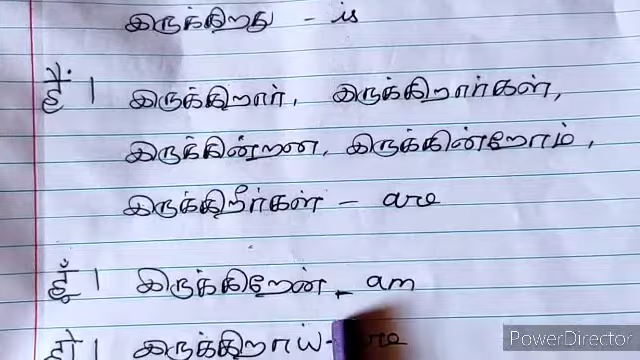 இருக்கிறது - is
हैं। இருக்கிறார், இருக்கிறார்கள்,
இருக்கின்றன, இருக்கின்றோம்,
இருக்கிறீர்கள் - are
हूँ। இருக்கிறேன் - am
हो। இருக்கிறாய் -
PowerDirector